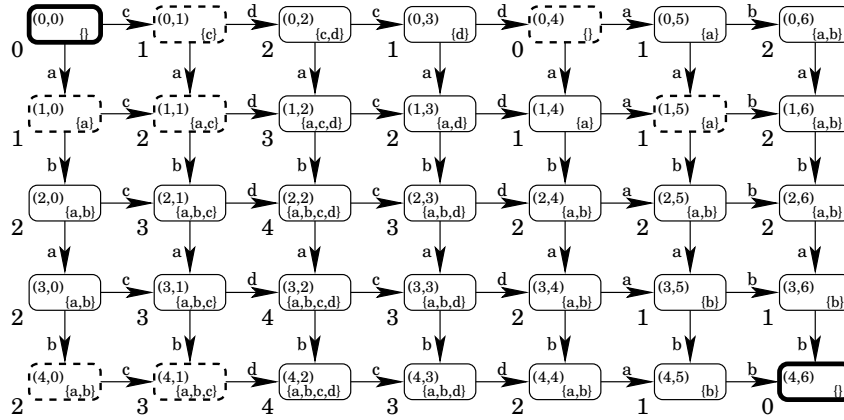 (0,0) {} c (0,1) {c} d (0,2) {c,d} c (0,3) {d} d (0,4) {} a (0,5) {a} b (0,6) {a,b}
0 1 2 1 0 1 2
a a a a a a a
(1,0) {a} c (1,1) {a,c} d (1,2) {a,c,d} c (1,3) {a,d} d (1,4) {a} a (1,5) {a} b (1,6) {a,b}
1 2 3 2 1 1 2
b b b b b b b
(2,0) {a,b} c (2,1) {a,b,c} d (2,2) {a,b,c,d} c (2,3) {a,b,d} d (2,4) {a,b} a (2,5) {a,b} b (2,6) {a,b}
2 3 4 3 2 2 2
a a a a a a a
(3,0) {a,b} c (3,1) {a,b,c} d (3,2) {a,b,c,d} c (3,3) {a,b,d} d (3,4) {a,b} a (3,5) {b} b (3,6) {b}
2 3 4 3 2 1 1
b b b b b b b
(4,0) {a,b} c (4,1) {a,b,c} d (4,2) {a,b,c,d} c (4,3) {a,b,d} d (4,4) {a,b} a (4,5) {b} b (4,6) {}
2 3 4 3 2 1 0